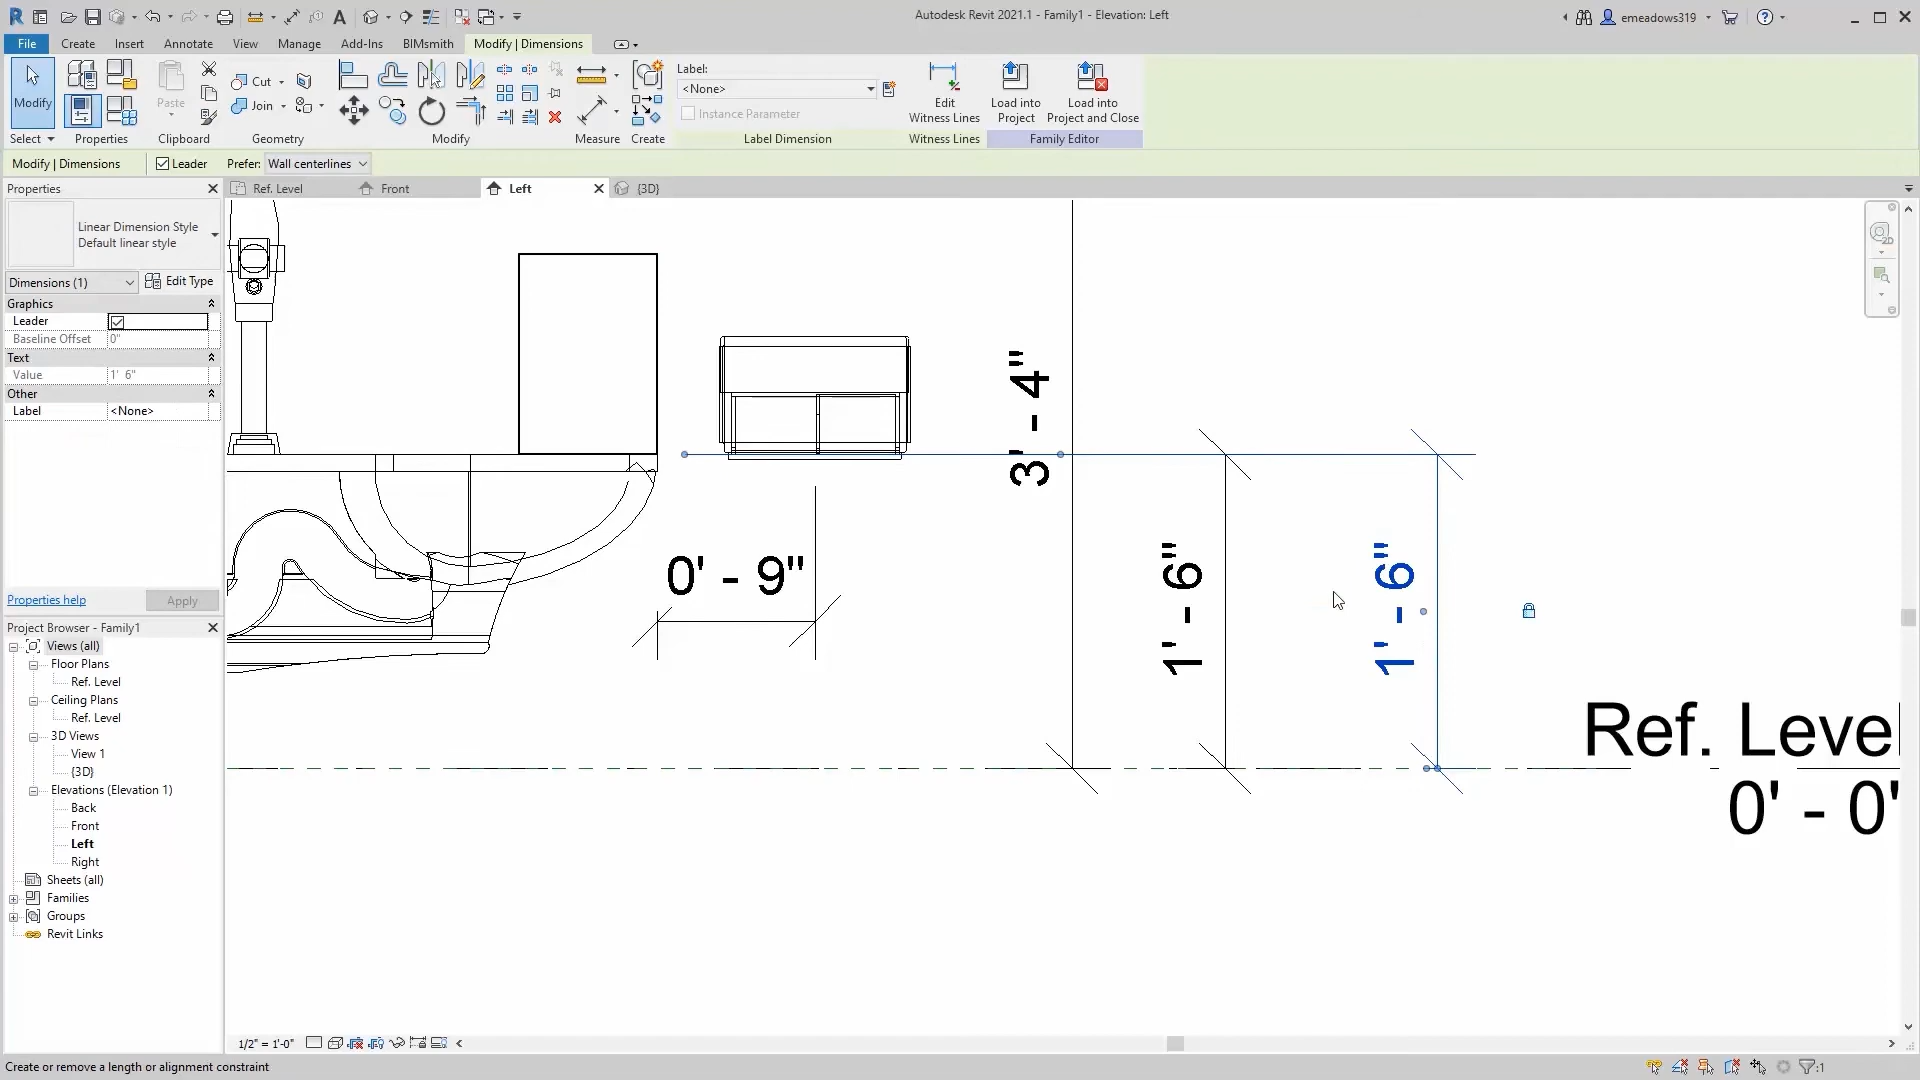 Autodesk Revit 2021.1 - Family1 - Elevation: Left
emeadows319
File
Create
Insert
Annotate
View
Manage
Add-Ins
BIMsmith
Modify | Dimensions
Modify
Paste
Cut
Join
Label:
<None>
Instance Parameter
Edit
Witness Lines
Load into
Project
Load into
Project and Close
Select
Properties
Clipboard
Geometry
Modify
Measure
Create
Label Dimension
Witness Lines
Family Editor
Modify | Dimensions
Leader
Prefer:
Wall centerlines
Properties
Ref. Level
Front
Left
{3D}
Linear Dimension Style
Default linear style
Dimensions (1)
Edit Type
Graphics
Leader
Baseline Offset
0"
Text
Value
1' 6"
Other
Label
<None>
Properties help
Apply
Project Browser - Family1
Views (all)
Floor Plans
Ref. Level
Ceiling Plans
Ref. Level
3D Views
View 1
{3D}
Elevations (Elevation 1)
Back
Front
Left
Right
Sheets (all)
Families
Groups
Revit Links
3' - 4"
0' - 9"
1' - 6"
1' - 6"
Ref. Level
0' - 0'
1/2" = 1'-0"
Create or remove a length or alignment constraint
:1